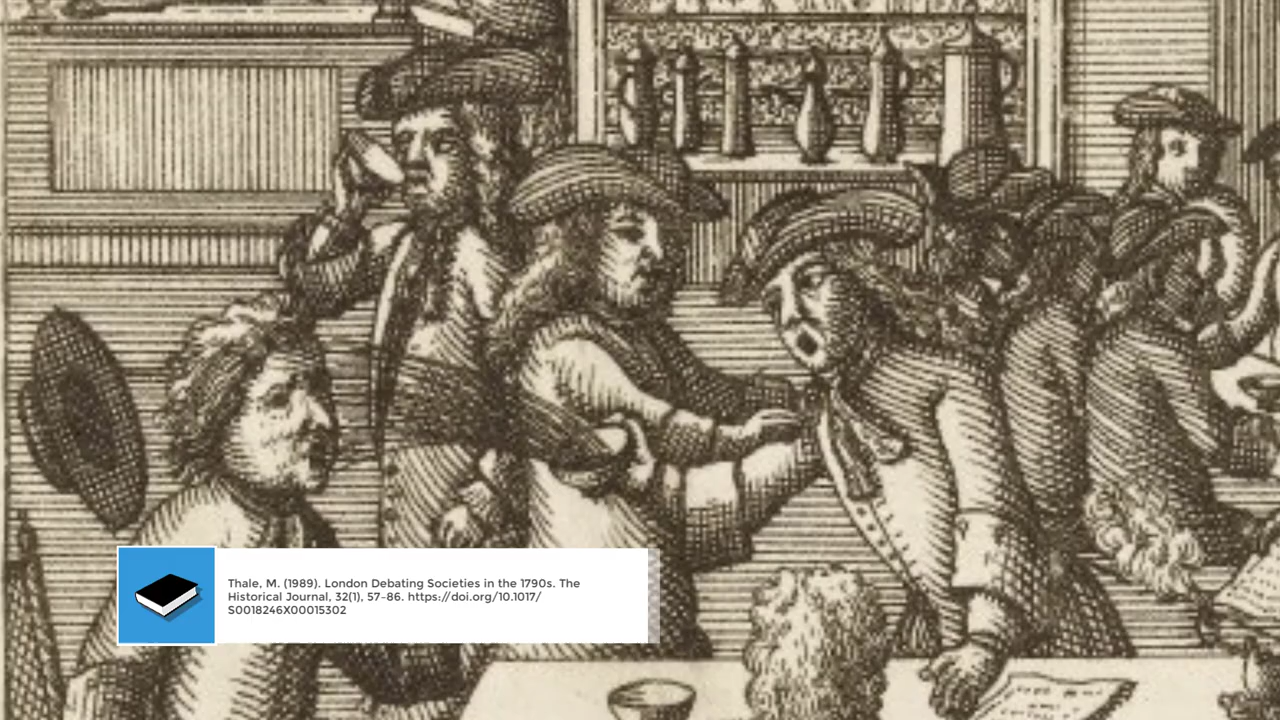 Thale, M. (1989). London Debating Societies in the 1790s. The
Historical Journal, 32(1), 57–86. https://doi.org/10.1017/
S0018246X00015302